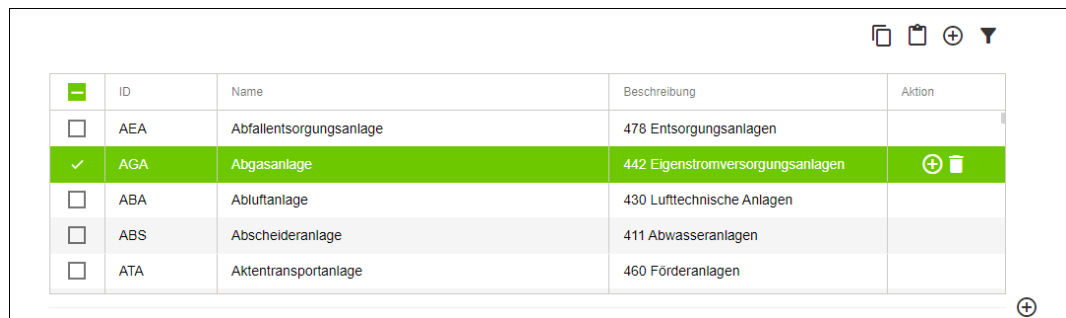 ID Name Beschreibung Aktion
AEA Abfallentsorgungsanlage 478 Entsorgungsanlagen
AGA Abgasanlage 442 Eigenstromversorgungsanlagen
ABA Abluftanlage 430 Lufttechnische Anlagen
ABS Abscheideranlage 411 Abwasseranlagen
ATA Aktentransportanlage 460 Förderanlagen